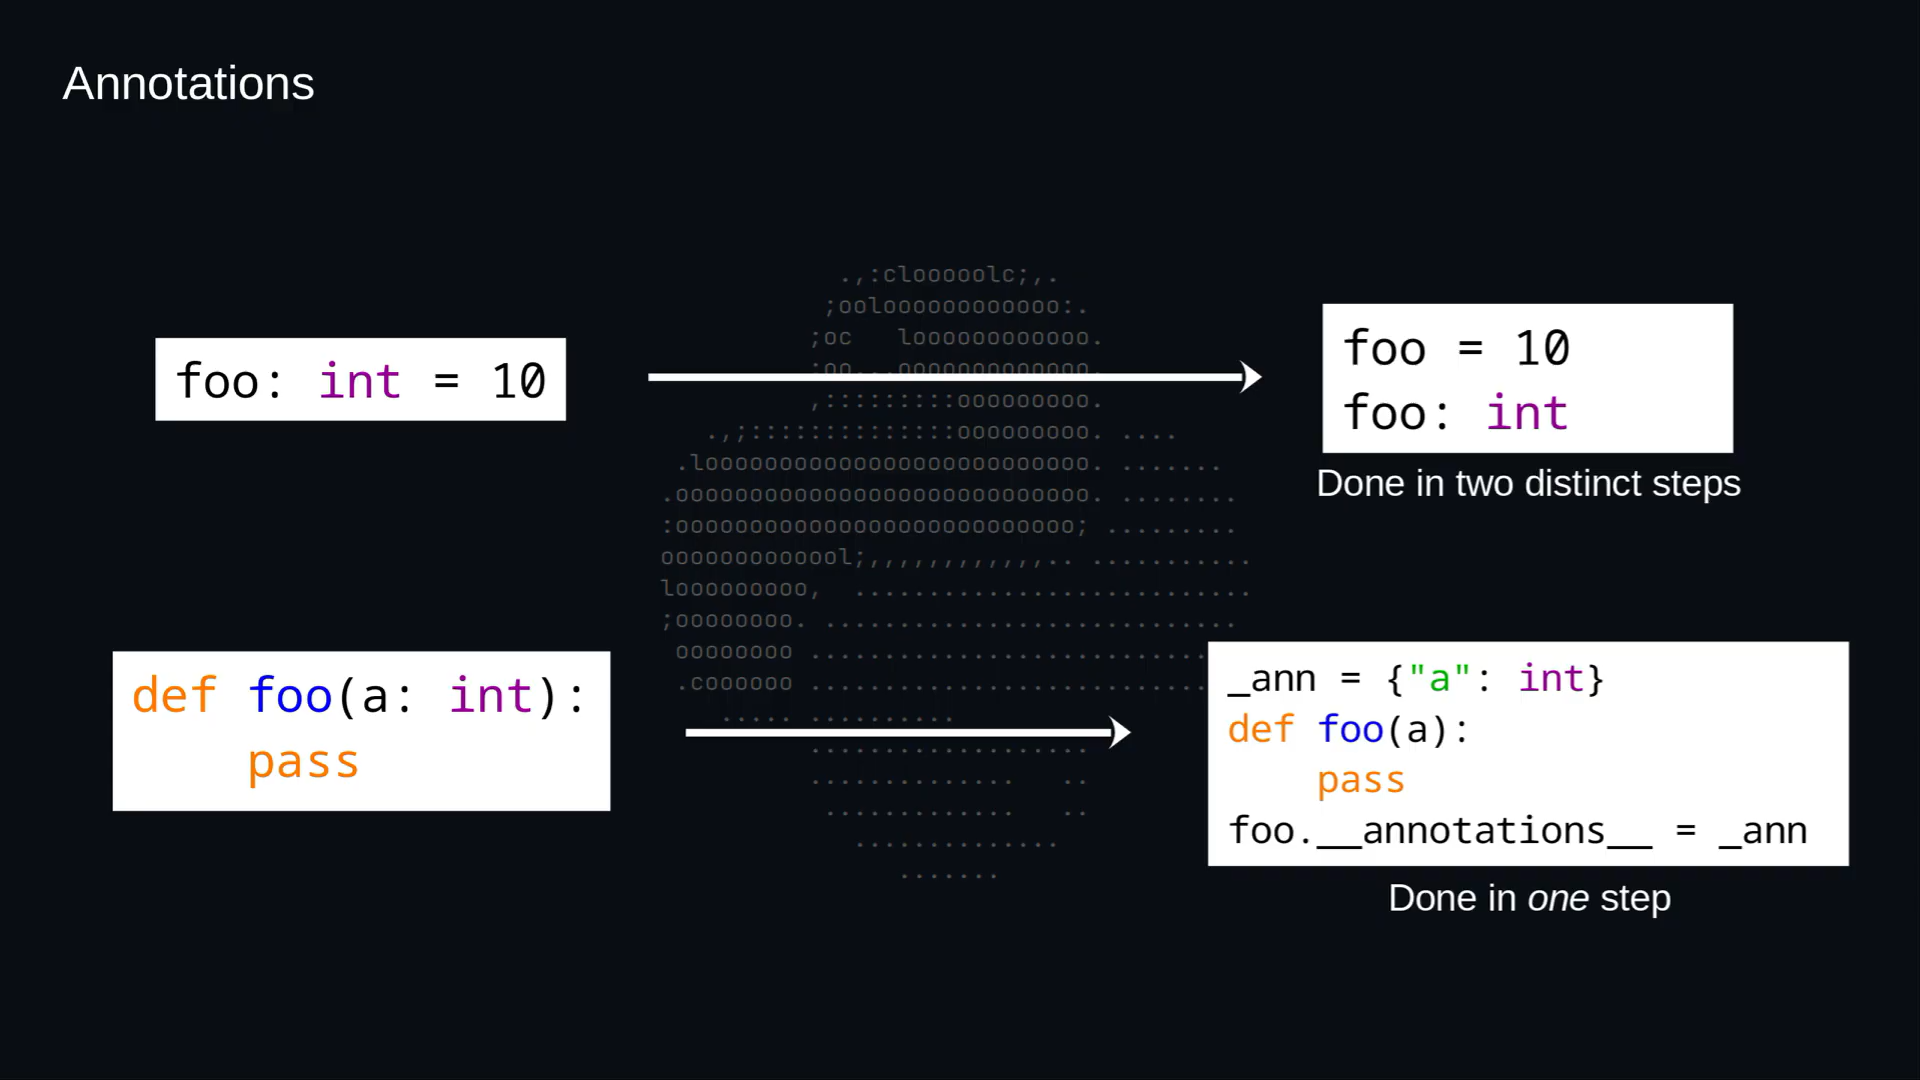 Annotations
foo: int = 10
foo = 10
foo: int
Done in two distinct steps
def foo(a: int):
    pass
_ann = {"a": int}
def foo(a):
    pass
foo.__annotations__ = _ann
Done in one step